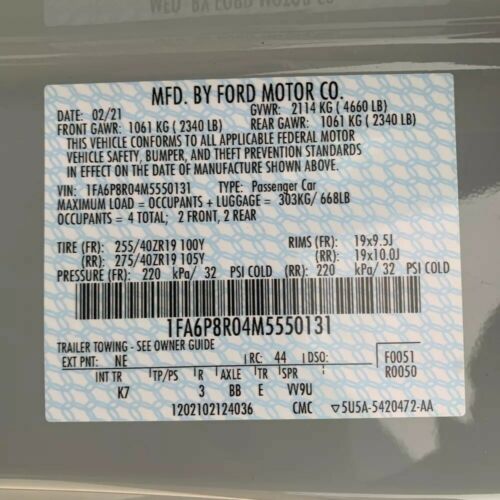 MFD. BY FORD MOTOR CO.
DATE: 02/21 GVWR: 2114 KG ( 4660 LB)
FRONT GAWR: 1061 KG ( 2340 LB) REAR GAWR: 1061 KG ( 2340 LB)
THIS VEHICLE CONFORMS TO ALL APPLICABLE FEDERAL MOTOR
VEHICLE SAFETY, BUMPER, AND THEFT PREVENTION STANDARDS
IN EFFECT ON THE DATE OF MANUFACTURE SHOWN ABOVE.
VIN: 1FA6P8R04M5550131 TYPE: Passenger Car
MAXIMUM LOAD = OCCUPANTS + LUGGAGE = 303KG/ 668LB
OCCUPANTS = 4 TOTAL; 2 FRONT, 2 REAR
TIRE (FR): 255/40ZR19 100Y RIMS (FR): 19x9.5J
(RR): 275/40ZR19 105Y (RR): 19x10.0J
PRESSURE (FR): 220 kPa/ 32 PSI COLD (RR): 220 kPa/ 32 PSI COLD
1FA6P8R04M5550131
TRAILER TOWING - SEE OWNER GUIDE
EXT PNT: NE RC: 44 DSO: F0051
INT TR TP/PS R AXLE TR SPR R0050
K7 3 BB E VV9U
1202102124036 CMC ▽5U5A-5420472-AA